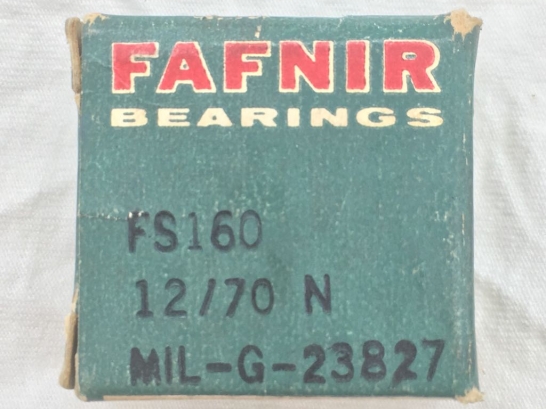 FAFNIR
BEARINGS
FS160
12/70 N
MIL-G-23827